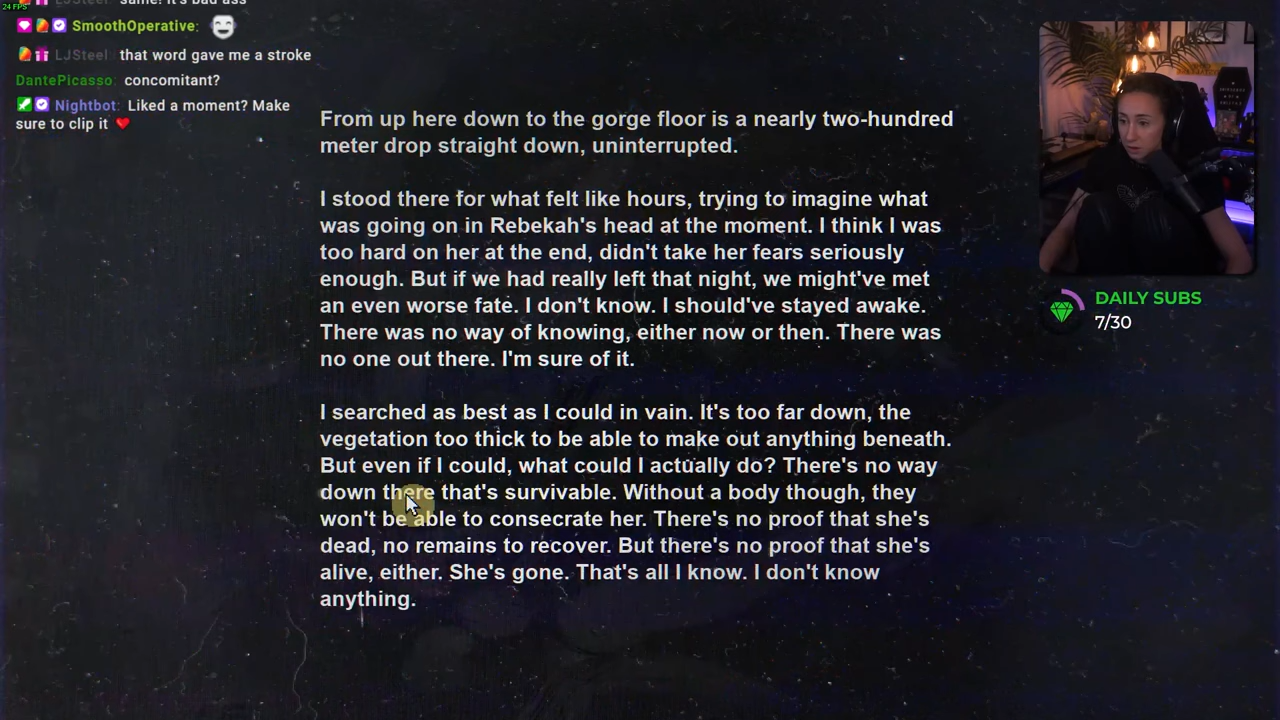 24 FPS
same! it's bad ass
SmoothOperative:
LJSteel: that word gave me a stroke
DantePicasso: concomitant?
Nightbot: Liked a moment? Make
sure to clip it
From up here down to the gorge floor is a nearly two-hundred
meter drop straight down, uninterrupted.
I stood there for what felt like hours, trying to imagine what
was going on in Rebekah's head at the moment. I think I was
too hard on her at the end, didn't take her fears seriously
enough. But if we had really left that night, we might've met
an even worse fate. I don't know. I should've stayed awake.
There was no way of knowing, either now or then. There was
no one out there. I'm sure of it.
I searched as best as I could in vain. It's too far down, the
vegetation too thick to be able to make out anything beneath.
But even if I could, what could I actually do? There's no way
down there that's survivable. Without a body though, they
won't be able to consecrate her. There's no proof that she's
dead, no remains to recover. But there's no proof that she's
alive, either. She's gone. That's all I know. I don't know
anything.
DAILY SUBS
7/30